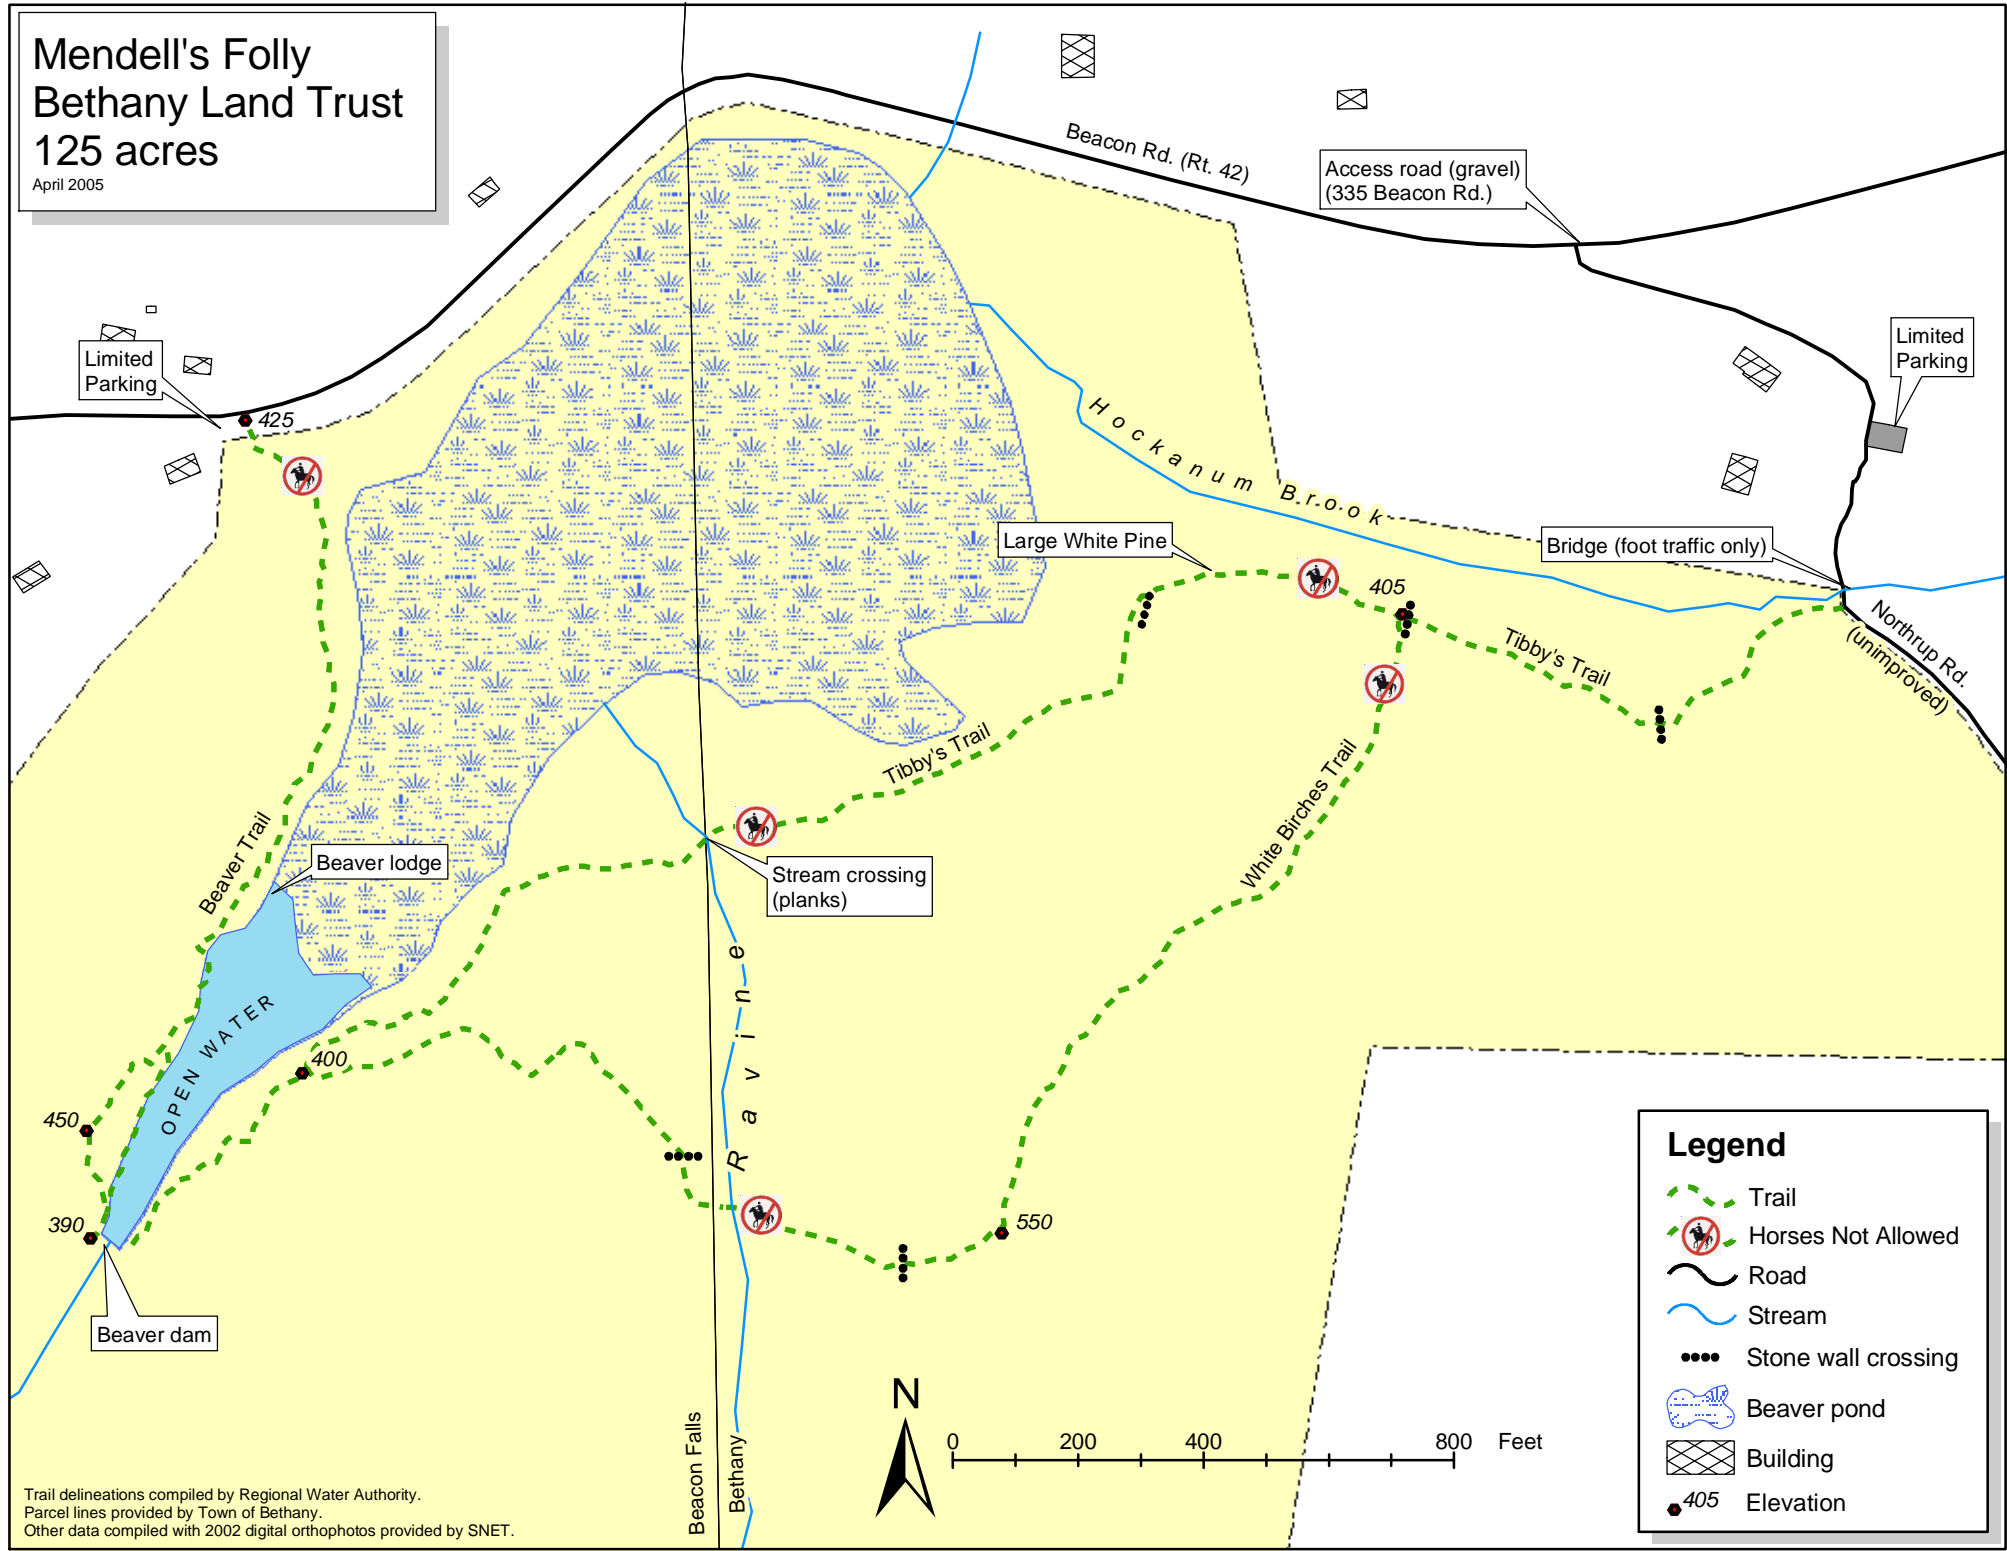 Mendell's Folly
Bethany Land Trust
125 acres
April 2005
Beacon Rd. (Rt. 42)
Access road (gravel)
(335 Beacon Rd.)
Limited
Parking
Limited
Parking
425
Hockanum Brook
Large White Pine
Bridge (foot traffic only)
405
Northrup Rd.
(unimproved)
Tibby's Trail
Tibby's Trail
White Birches Trail
Beaver Trail
Beaver lodge
Stream crossing
(planks)
Ravine
OPEN WATER
400
450
390
550
Beaver dam
Beacon Falls
Bethany
N
0 200 400 800 Feet
Legend
Trail
Horses Not Allowed
Road
Stream
Stone wall crossing
Beaver pond
Building
405 Elevation
Trail delineations compiled by Regional Water Authority.
Parcel lines provided by Town of Bethany.
Other data compiled with 2002 digital orthophotos provided by SNET.